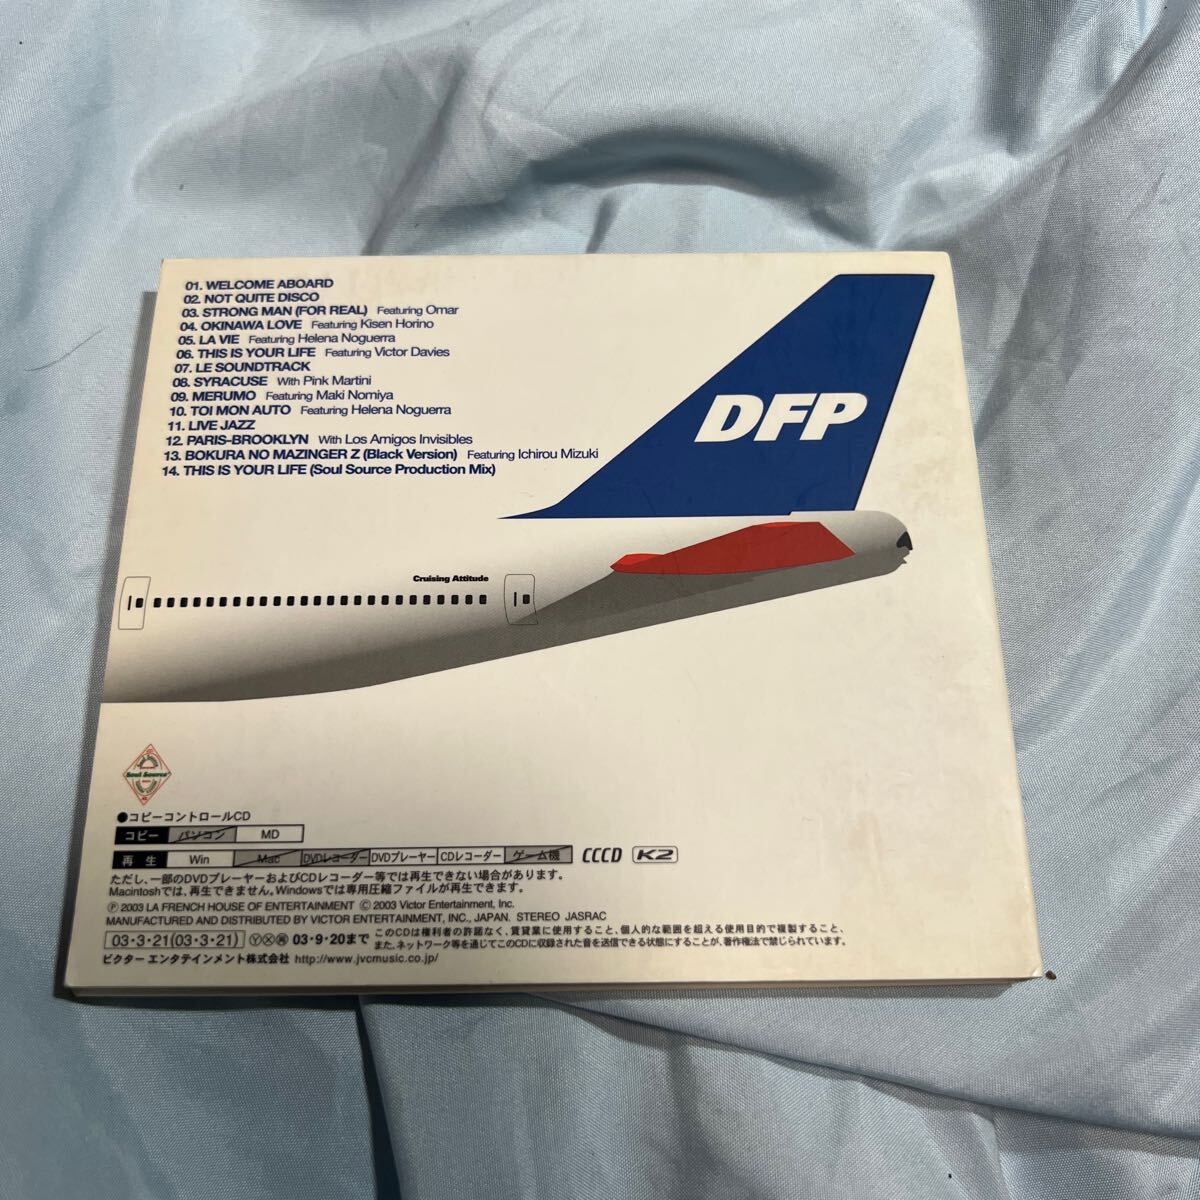 01. WELCOME ABOARD
02. NOT QUITE DISCO
03. STRONG MAN (FOR REAL) Featuring Omar
04. OKINAWA LOVE Featuring Kisen Horino
05. LA VIE Featuring Helena Noguerra
06. THIS IS YOUR LIFE Featuring Victor Davies
07. LE SOUNDTRACK
08. SYRACUSE With Pink Martini
09. MERUMO Featuring Maki Nomiya
10. TOI MON AUTO Featuring Helena Noguerra
11. LIVE JAZZ
12. PARIS-BROOKLYN With Los Amigos Invisibles
13. BOKURA NO MAZINGER Z (Black Version) Featuring Ichirou Mizuki
14. THIS IS YOUR LIFE (Soul Source Production Mix)
DFP
Cruising Attitude
Soul Source
●コピーコントロールCD
コピー パソコン MD
再生 Win Mac DVDレコーダー DVDプレーヤー CDレコーダー ゲーム機 CCCD K2
ただし、一部のDVDプレーヤーおよびCDレコーダー等では再生できない場合があります。
Macintoshでは、再生できません。Windowsでは専用圧縮ファイルが再生できます。
Ⓟ 2003 LA FRENCH HOUSE OF ENTERTAINMENT Ⓒ 2003 Victor Entertainment, Inc.
MANUFACTURED AND DISTRIBUTED BY VICTOR ENTERTAINMENT, INC., JAPAN. STEREO JASRAC
03・3・21(03・3・21) 03・9・20まで このCDは権利者の許諾なく、賃貸業に使用すること、個人的な範囲を超える使用目的で複製すること、
また、ネットワーク等を通じてこのCDに収録された音を送信できる状態にすることが、著作権法で禁じられています。
ビクター エンタテインメント株式会社 http://www.jvcmusic.co.jp/